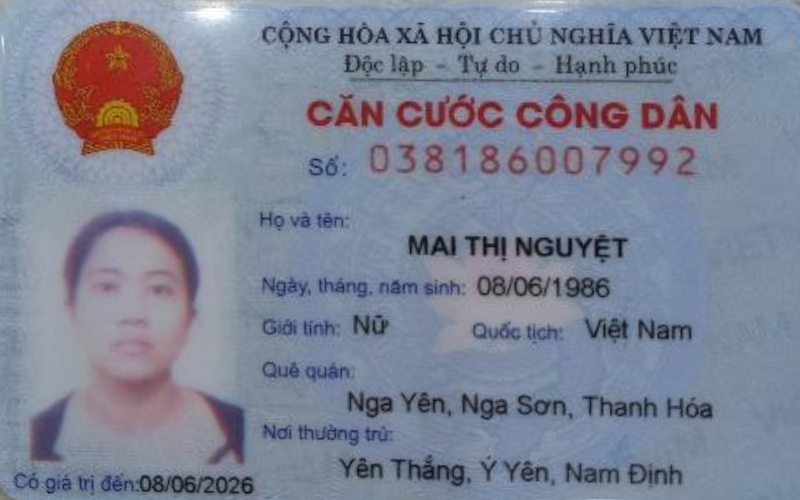 CỘNG HÒA XÃ HỘI CHỦ NGHĨA VIỆT NAM
Độc lập - Tự do - Hạnh phúc
CĂN CƯỚC CÔNG DÂN
Số: 038186007992
Họ và tên:
MAI THỊ NGUYỆT
Ngày, tháng, năm sinh: 08/06/1986
Giới tính: Nữ Quốc tịch: Việt Nam
Quê quán:
Nga Yên, Nga Sơn, Thanh Hóa
Nơi thường trú:
Yên Thắng, Ý Yên, Nam Định
Có giá trị đến: 08/06/2026